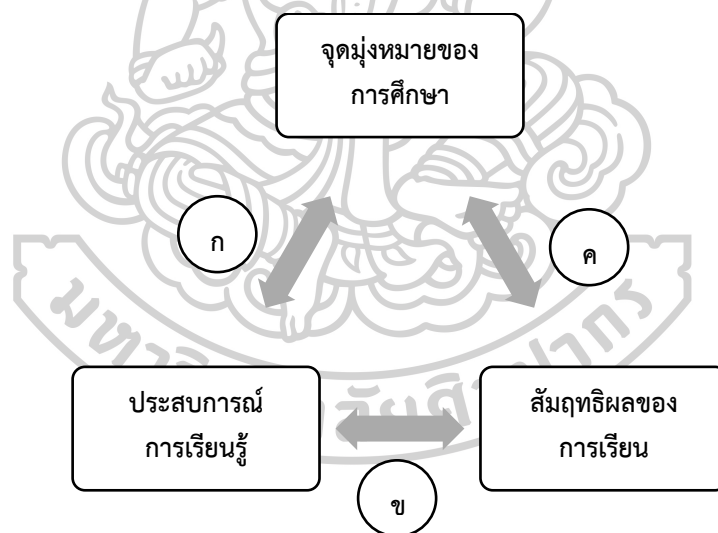 จุดมุ่งหมายของ
การศึกษา
ก
ค
ประสบการณ์
การเรียนรู้
สัมฤทธิผลของ
การเรียน
ข